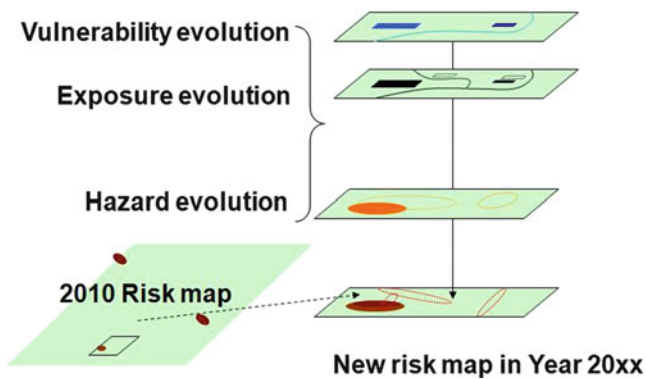 Vulnerability evolution
Exposure evolution
Hazard evolution
2010 Risk map
New risk map in Year 20xx